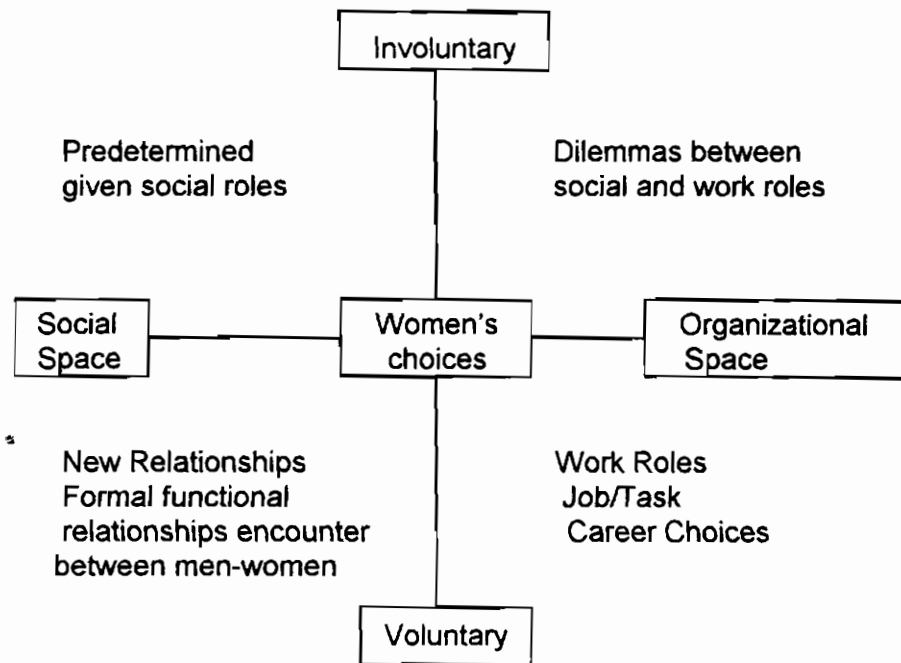 Involuntary
Predetermined
given social roles
Dilemmas between
social and work roles
Social
Space
Women's
choices
Organizational
Space
New Relationships
Formal functional
relationships encounter
between men-women
Work Roles
Job/Task
Career Choices
Voluntary